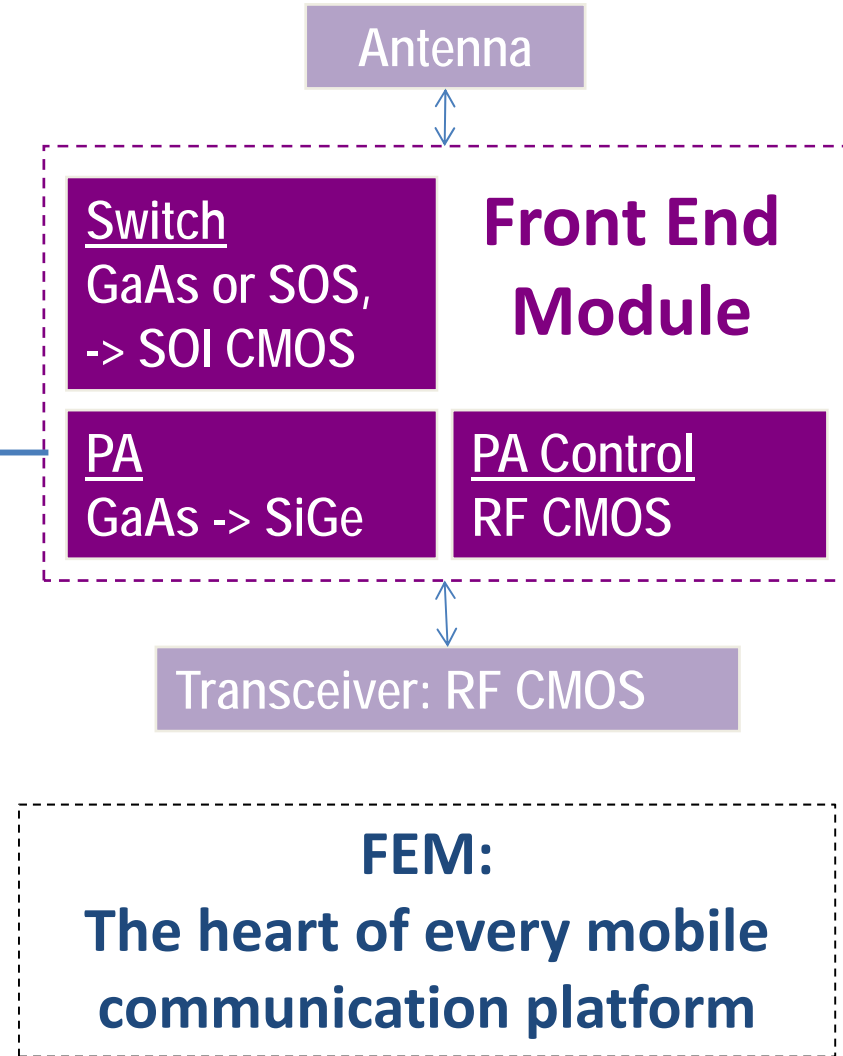 Antenna
Switch
GaAs or SOS,
-> SOI CMOS
Front End
Module
PA
GaAs -> SiGe
PA Control
RF CMOS
Transceiver: RF CMOS
FEM:
The heart of every mobile
communication platform